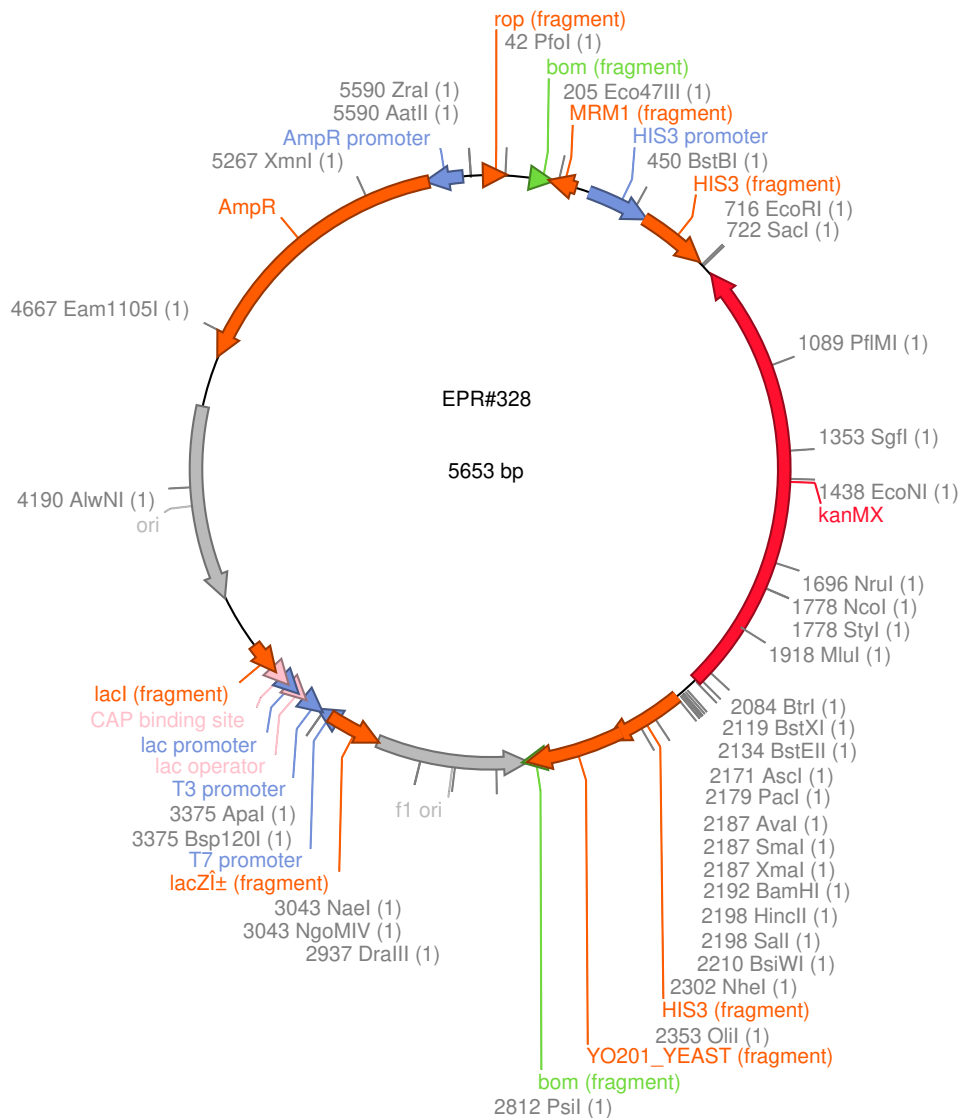 rop (fragment)
42 PfoI (1)
bom (fragment)
205 Eco47III (1)
MRM1 (fragment)
HIS3 promoter
450 BstBI (1)
HIS3 (fragment)
716 EcoRI (1)
722 SacI (1)
5590 ZraI (1)
5590 AatII (1)
AmpR promoter
5267 XmnI (1)
AmpR
4667 Eam1105I (1)
EPR#328
5653 bp
1089 PflMI (1)
1353 SgfI (1)
1438 EcoNI (1)
kanMX
4190 AlwNI (1)
ori
1696 NruI (1)
1778 NcoI (1)
1778 StyI (1)
1918 MluI (1)
2084 BtrI (1)
2119 BstXI (1)
2134 BstEII (1)
2171 AscI (1)
2179 PacI (1)
2187 AvaI (1)
2187 SmaI (1)
2187 XmaI (1)
2192 BamHI (1)
2198 HincII (1)
2198 SalI (1)
2210 BsiWI (1)
2302 NheI (1)
HIS3 (fragment)
2353 OliI (1)
YO201_YEAST (fragment)
bom (fragment)
2812 PsiI (1)
lacI (fragment)
CAP binding site
lac promoter
lac operator
T3 promoter
3375 ApaI (1)
3375 Bsp120I (1)
T7 promoter
lacZÎ± (fragment)
f1 ori
3043 NaeI (1)
3043 NgoMIV (1)
2937 DraIII (1)